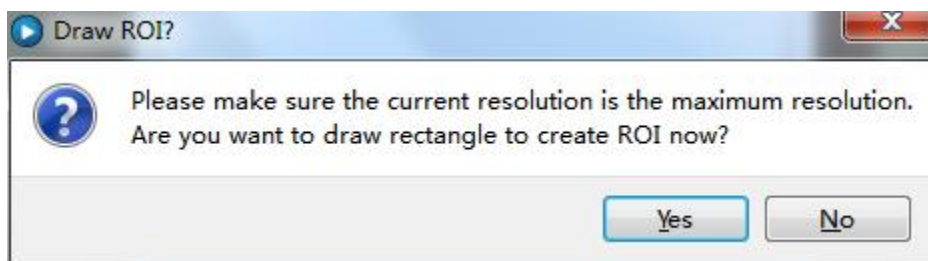 Draw ROI?
Please make sure the current resolution is the maximum resolution.
Are you want to draw rectangle to create ROI now?
Yes No